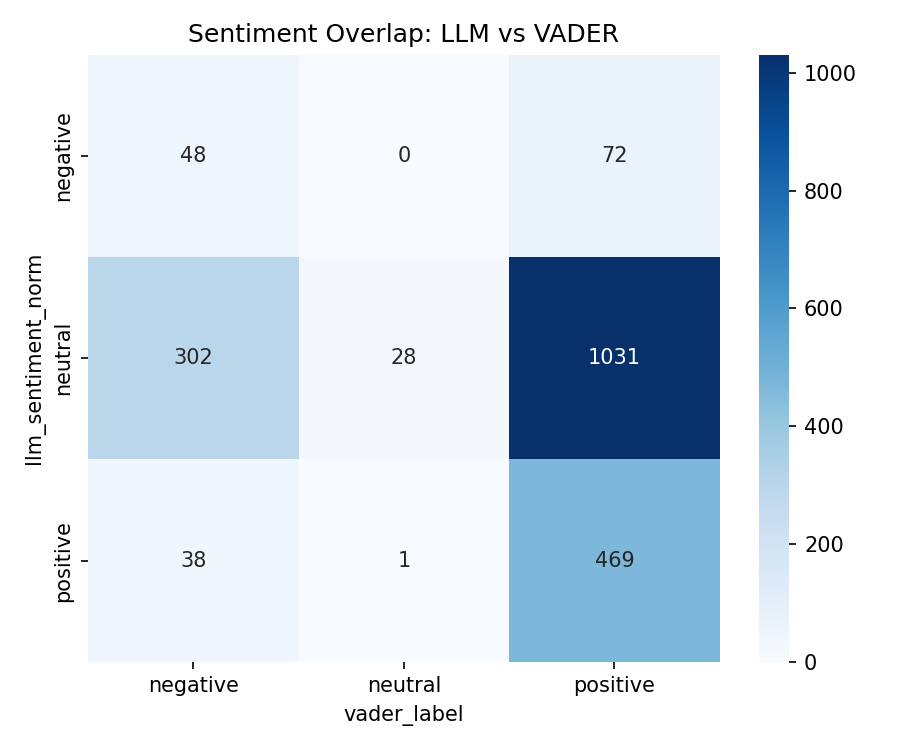 Sentiment Overlap: LLM vs VADER
llm_sentiment_norm
negative
48
0
72
neutral
302
28
1031
positive
38
1
469
negative
neutral
positive
vader_label
1000
800
600
400
200
0